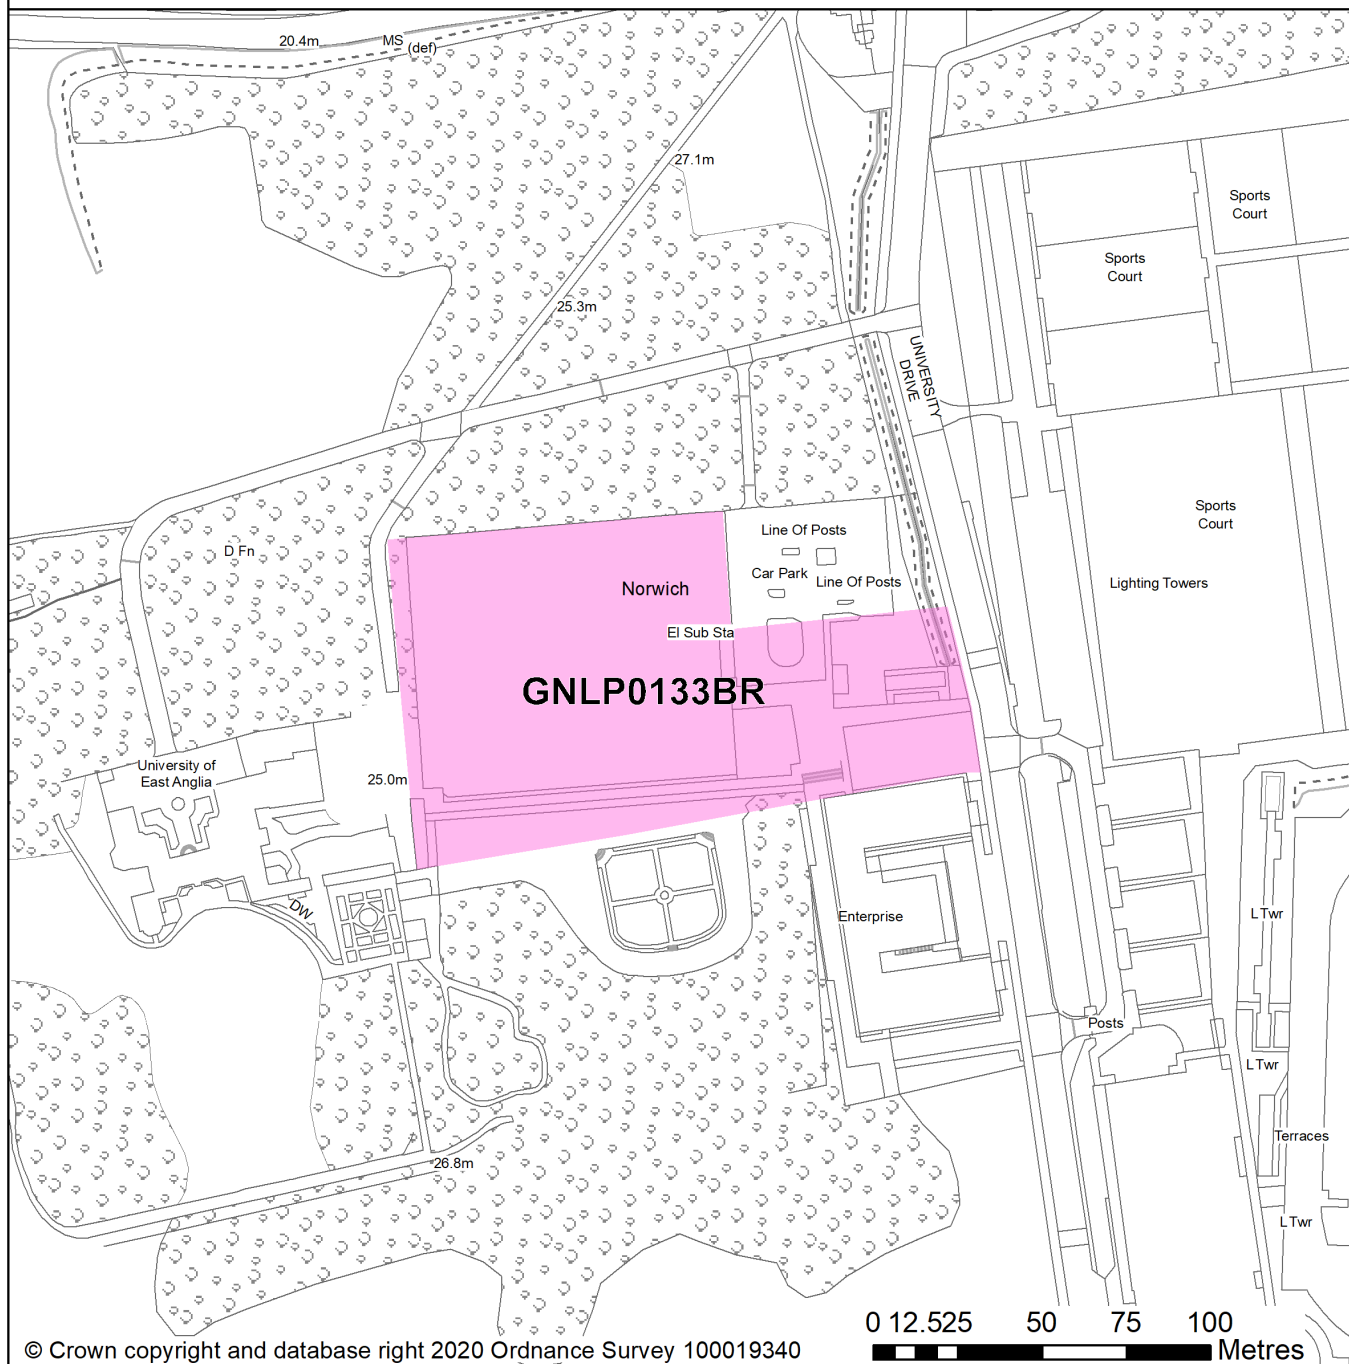 20.4m
MS
(def)
27.1m
Sports
Court
Sports
Court
25.3m
UNIVERSITY
DRIVE
Sports
Court
Line Of Posts
D Fn
Car Park
Line Of Posts
Lighting Towers
Norwich
El Sub Sta
GNLP0133BR
University of
East Anglia
25.0m
DW
Enterprise
L Twr
Posts
L Twr
Terraces
26.8m
L Twr
0 12.525 50 75 100
Metres
© Crown copyright and database right 2020 Ordnance Survey 100019340